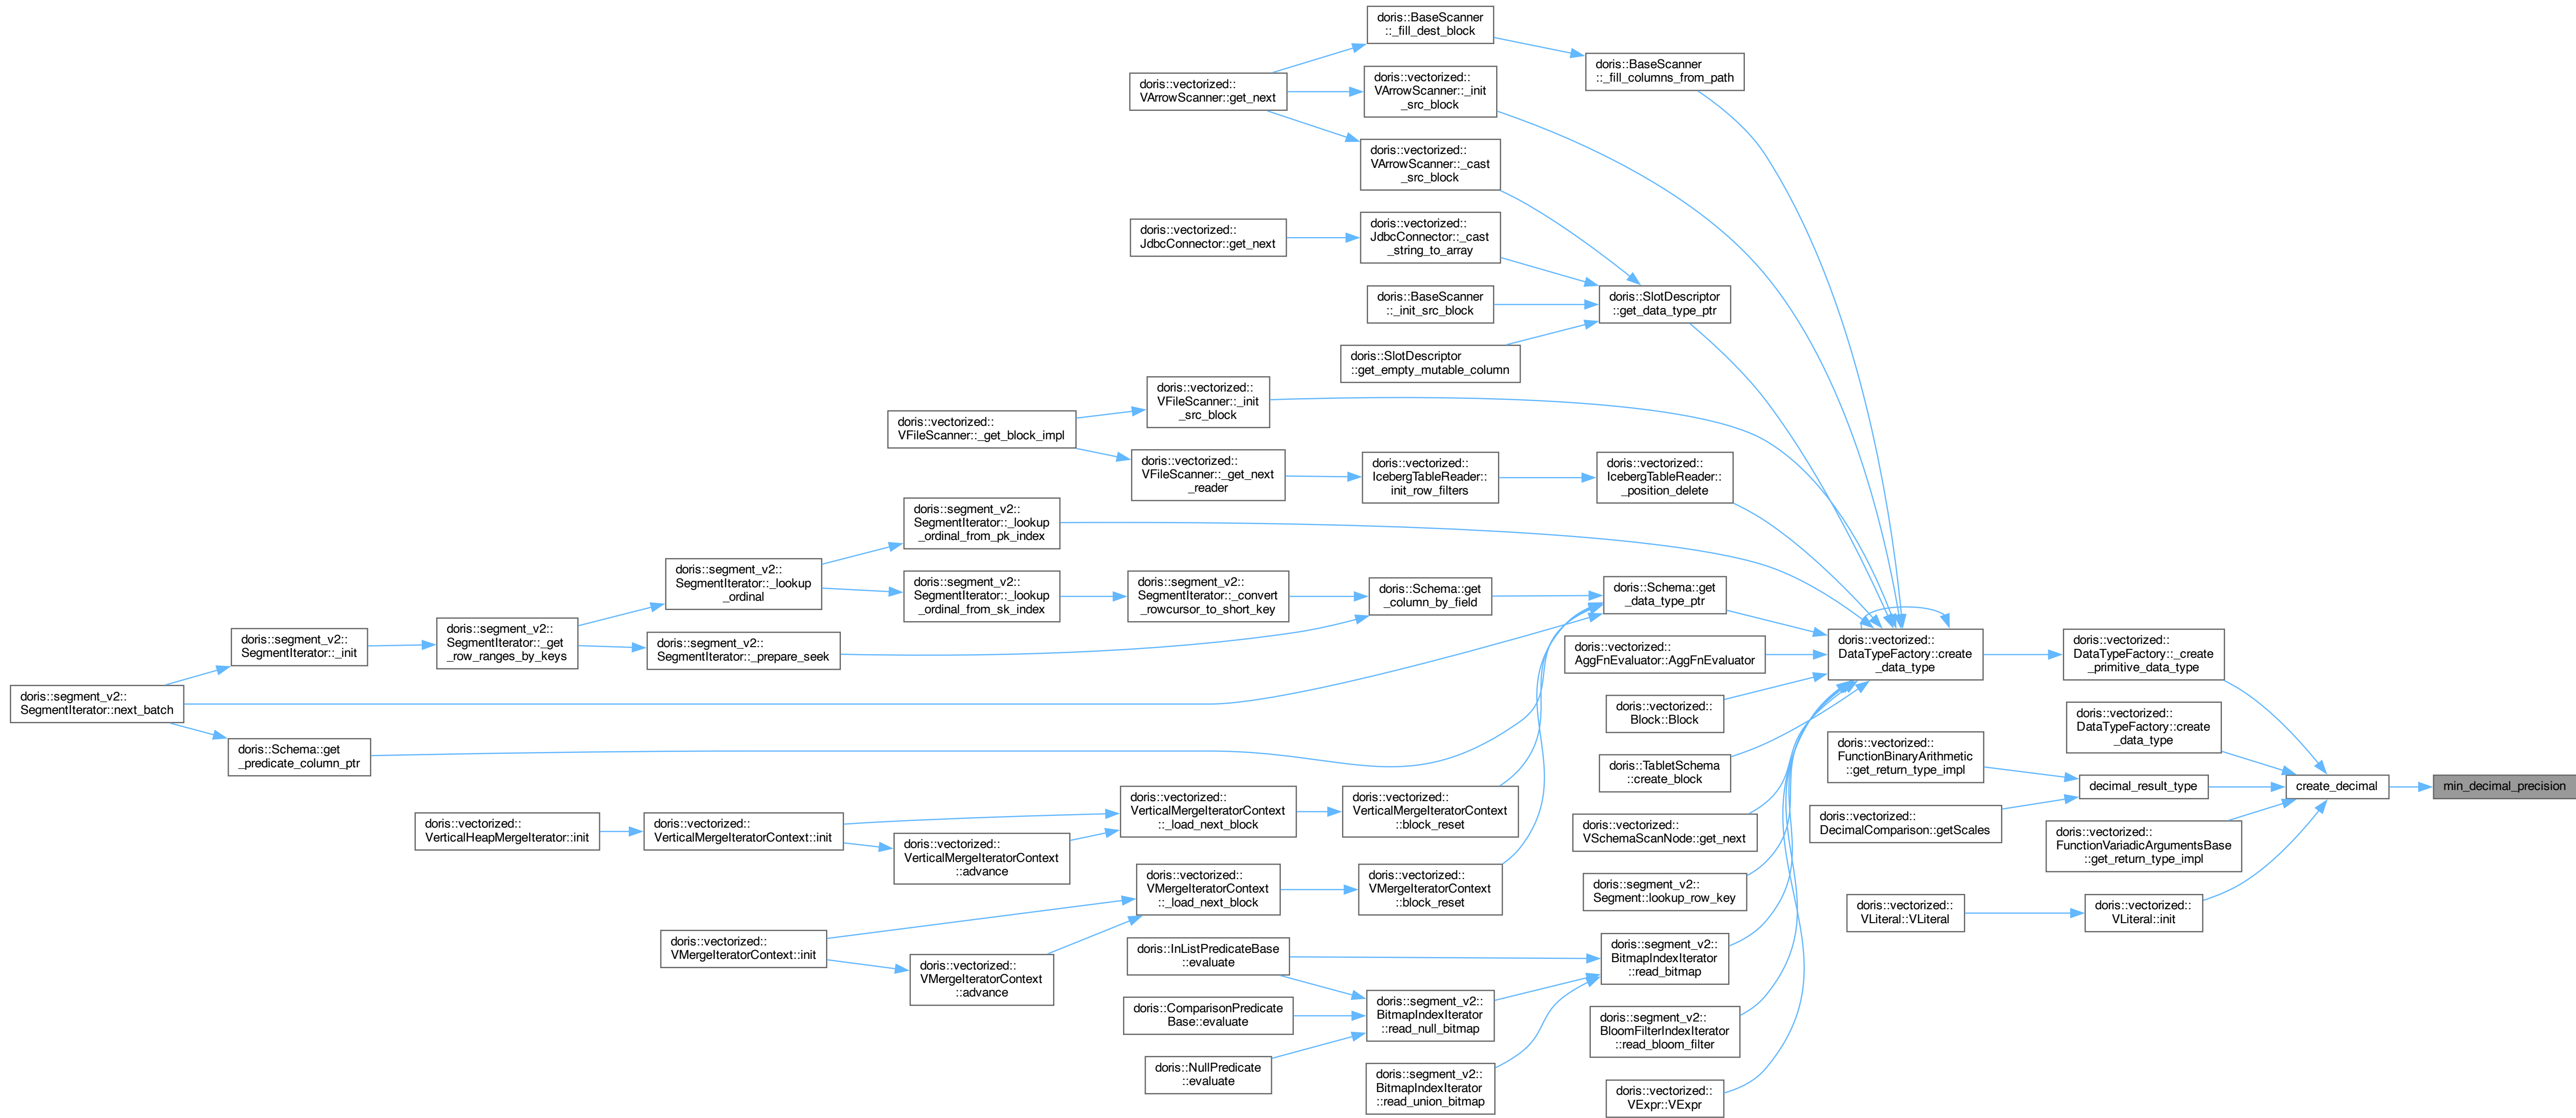 doris::BaseScanner
::_fill_dest_block
doris::BaseScanner
::_fill_columns_from_path
doris::vectorized::
VArrowScanner::get_next
doris::vectorized::
VArrowScanner::_init
_src_block
doris::vectorized::
VArrowScanner::_cast
_src_block
doris::vectorized::
JdbcConnector::get_next
doris::vectorized::
JdbcConnector::_cast
_string_to_array
doris::BaseScanner
::_init_src_block
doris::SlotDescriptor
::get_data_type_ptr
doris::SlotDescriptor
::get_empty_mutable_column
doris::vectorized::
VFileScanner::_init
_src_block
doris::vectorized::
VFileScanner::_get_block_impl
doris::vectorized::
VFileScanner::_get_next
_reader
doris::vectorized::
IcebergTableReader::
init_row_filters
doris::vectorized::
IcebergTableReader::
_position_delete
doris::segment_v2::
SegmentIterator::_lookup
_ordinal_from_pk_index
doris::segment_v2::
SegmentIterator::_lookup
_ordinal
doris::segment_v2::
SegmentIterator::_lookup
_ordinal_from_sk_index
doris::segment_v2::
SegmentIterator::_convert
_rowcursor_to_short_key
doris::Schema::get
_column_by_field
doris::Schema::get
_data_type_ptr
doris::segment_v2::
SegmentIterator::_init
doris::segment_v2::
SegmentIterator::_get
_row_ranges_by_keys
doris::segment_v2::
SegmentIterator::_prepare_seek
doris::vectorized::
AggFnEvaluator::AggFnEvaluator
doris::vectorized::
DataTypeFactory::create
_data_type
doris::vectorized::
DataTypeFactory::_create
_primitive_data_type
doris::segment_v2::
SegmentIterator::next_batch
doris::vectorized::
Block::Block
doris::vectorized::
DataTypeFactory::create
_data_type
doris::Schema::get
_predicate_column_ptr
doris::TabletSchema
::create_block
doris::vectorized::
FunctionBinaryArithmetic
::get_return_type_impl
decimal_result_type
create_decimal
min_decimal_precision
doris::vectorized::
VerticalHeapMergeIterator::init
doris::vectorized::
VerticalMergeIteratorContext::init
doris::vectorized::
VerticalMergeIteratorContext
::_load_next_block
doris::vectorized::
VerticalMergeIteratorContext
::block_reset
doris::vectorized::
VerticalMergeIteratorContext
::advance
doris::vectorized::
VSchemaScanNode::get_next
doris::vectorized::
DecimalComparison::getScales
doris::vectorized::
FunctionVariadicArgumentsBase
::get_return_type_impl
doris::vectorized::
VMergeIteratorContext
::_load_next_block
doris::vectorized::
VMergeIteratorContext
::block_reset
doris::segment_v2::
Segment::lookup_row_key
doris::vectorized::
VLiteral::VLiteral
doris::vectorized::
VLiteral::init
doris::vectorized::
VMergeIteratorContext::init
doris::vectorized::
VMergeIteratorContext
::advance
doris::InListPredicateBase
::evaluate
doris::segment_v2::
BitmapIndexIterator
::read_bitmap
doris::ComparisonPredicate
Base::evaluate
doris::segment_v2::
BitmapIndexIterator
::read_null_bitmap
doris::segment_v2::
BloomFilterIndexIterator
::read_bloom_filter
doris::NullPredicate
::evaluate
doris::segment_v2::
BitmapIndexIterator
::read_union_bitmap
doris::vectorized::
VExpr::VExpr